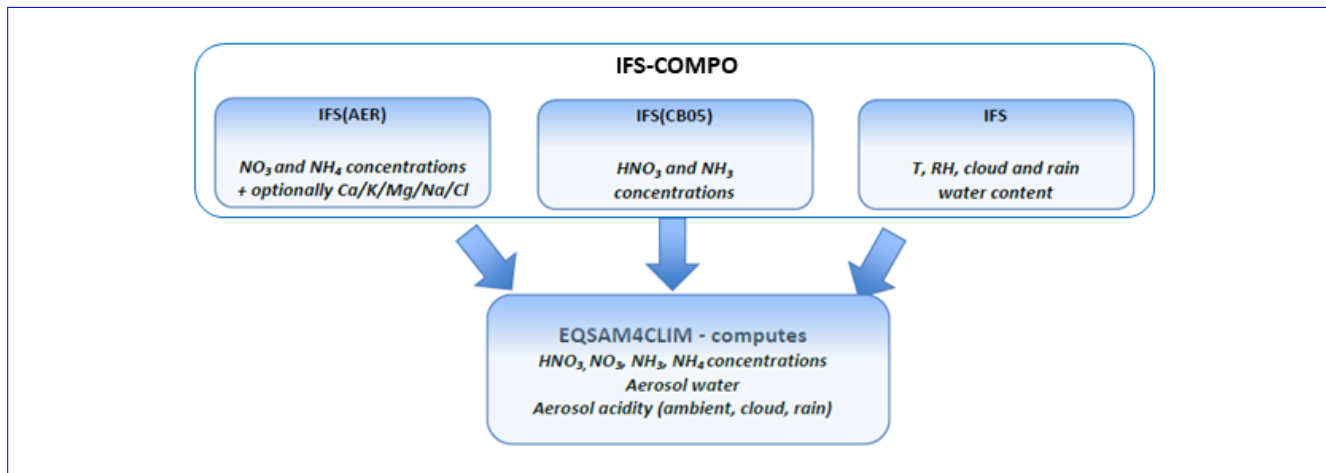 IFS-COMPO
IFS(AER)
NO₃ and NH₄ concentrations
+ optionally Ca/K/Mg/Na/Cl
IFS(CB05)
HNO₃ and NH₃
concentrations
IFS
T, RH, cloud and rain
water content
EQSAM4CLIM - computes
HNO₃, NO₃, NH₃, NH₄ concentrations
Aerosol water
Aerosol acidity (ambient, cloud, rain)